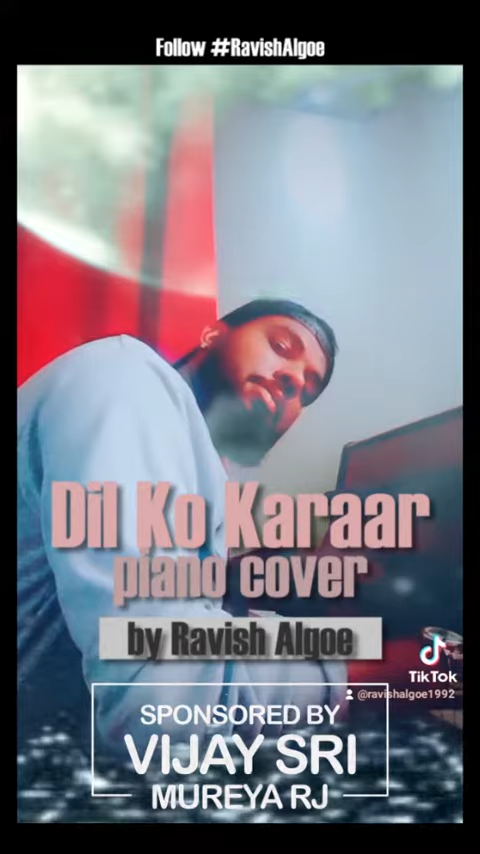 Follow #RavishAlgoe
Dil Ko Karaar
piano cover
by Ravish Algoe
TikTok
@ravishalgoe1992
SPONSORED BY
VIJAY SRI
MUREYA RJ